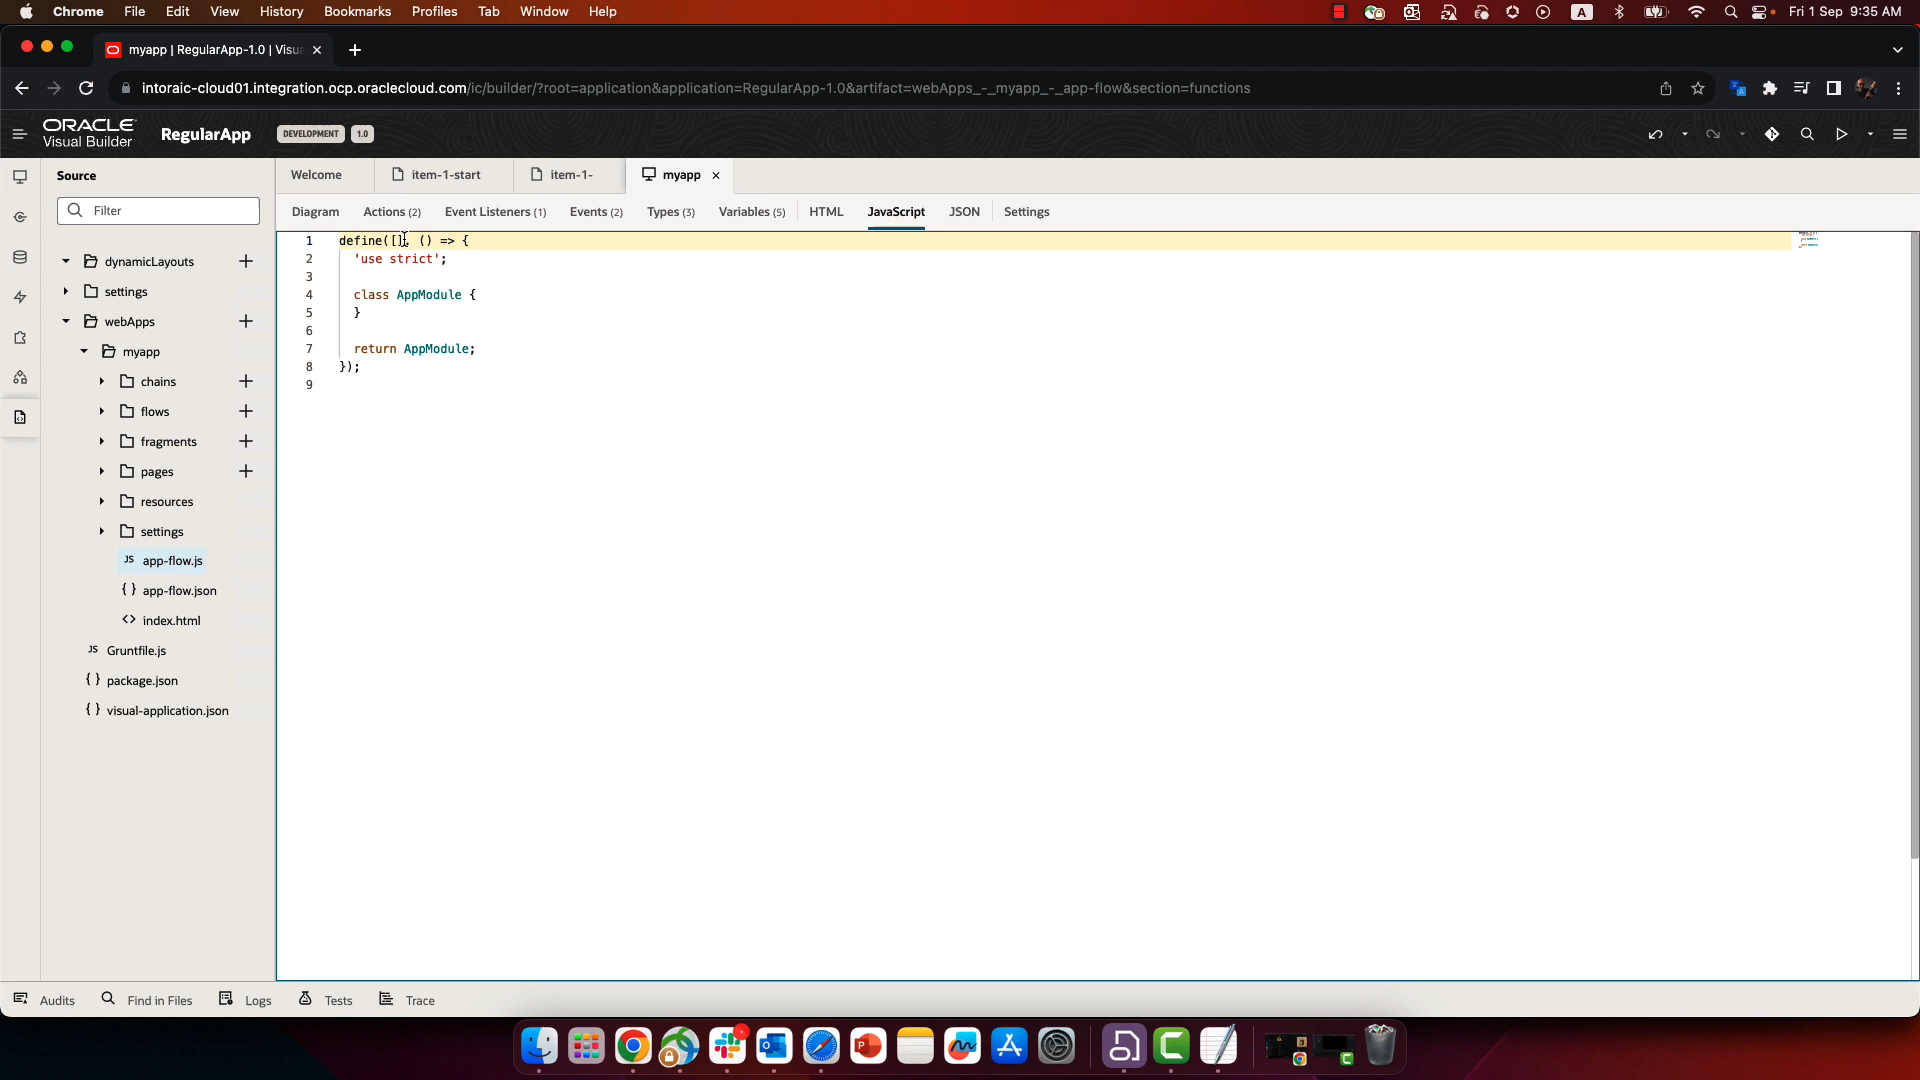 Chrome File Edit View History Bookmarks Profiles Tab Window Help A Fri 1 Sep 9:35 AM
myapp | RegularApp-1.0 | Visu
intoraic-cloud01.integration.ocp.oraclecloud.com/ic/builder/?root=application&application=RegularApp-1.0&artifact=webApps_-_myapp_-_app-flow&section=functions
ORACLE
Visual Builder
RegularApp DEVELOPMENT 1.0
Source
Welcome item-1-start item-1- myapp
Filter
Diagram Actions (2) Event Listeners (1) Events (2) Types (3) Variables (5) HTML JavaScript JSON Settings
dynamicLayouts
settings
webApps
myapp
chains
flows
fragments
pages
resources
settings
JS app-flow.js
{ } app-flow.json
<> index.html
JS Gruntfile.js
{ } package.json
{ } visual-application.json
1 define([], () => {
2 'use strict';
3
4 class AppModule {
5 }
6
7 return AppModule;
8 });
9
Audits Find in Files Logs Tests Trace